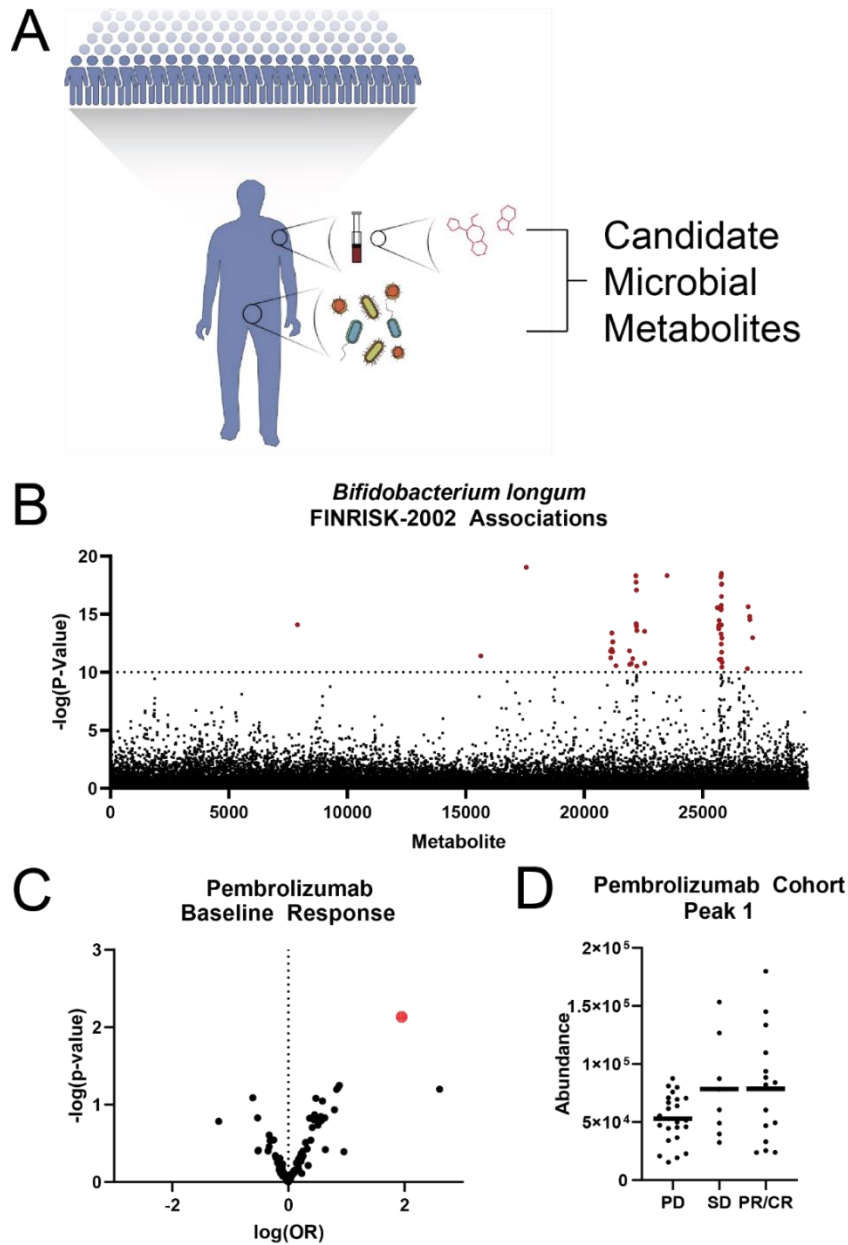 A
Candidate
Microbial
Metabolites
B
Bifidobacterium longum
FINRISK-2002 Associations
-log(P-Value)
20
15
10
5
0
0 5000 10000 15000 20000 25000
Metabolite
C
Pembrolizumab
Baseline Response
-log(p-value)
3
2
1
0
-2 0 2
log(OR)
D
Pembrolizumab Cohort
Peak 1
Abundance
2×10⁵
1.5×10⁵
1×10⁵
5×10⁴
0
PD SD PR/CR